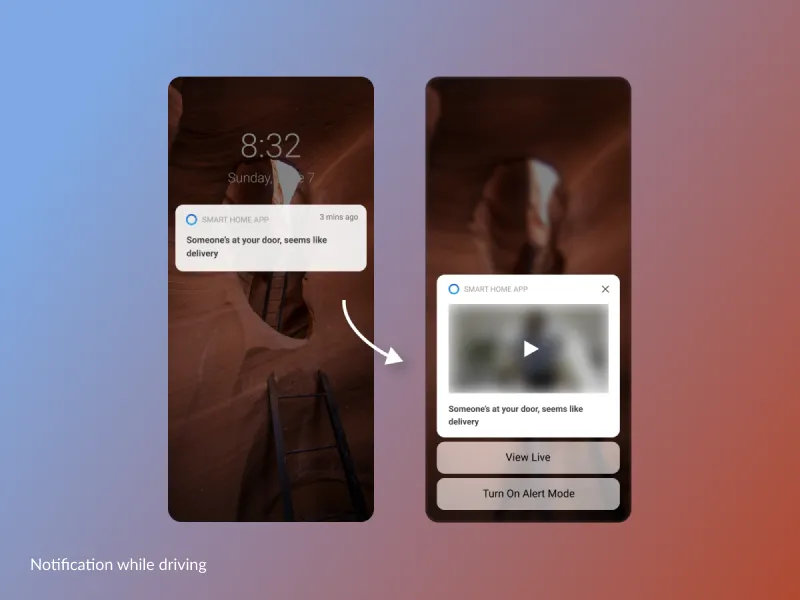 8:32
Sunday, 7
SMART HOME APP
3 mins ago
Someone's at your door, seems like
delivery
SMART HOME APP
Someone's at your door, seems like
delivery
View Live
Turn On Alert Mode
Notification while driving